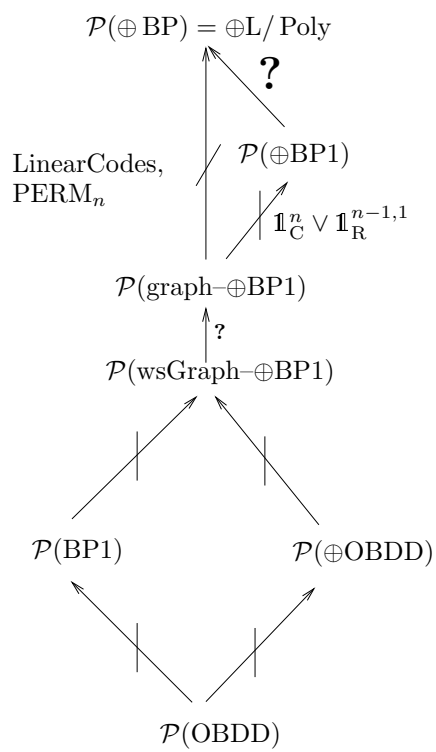 𝒫(⊕ BP) = ⊕L/ Poly
?
LinearCodes,
PERMₙ
𝒫(⊕BP1)
𝟙ⁿ_C ∨ 𝟙ⁿ⁻¹,¹_R
𝒫(graph–⊕BP1)
?
𝒫(wsGraph–⊕BP1)
𝒫(BP1)
𝒫(⊕OBDD)
𝒫(OBDD)